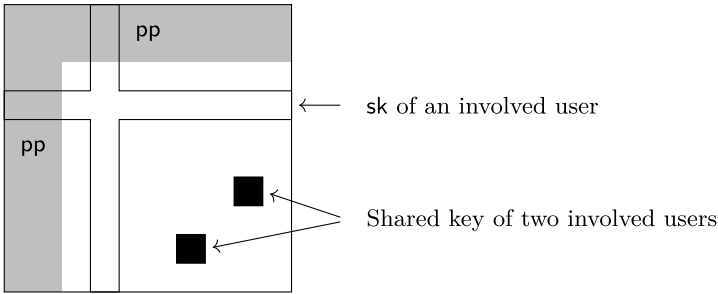 pp
sk of an involved user
pp
Shared key of two involved users